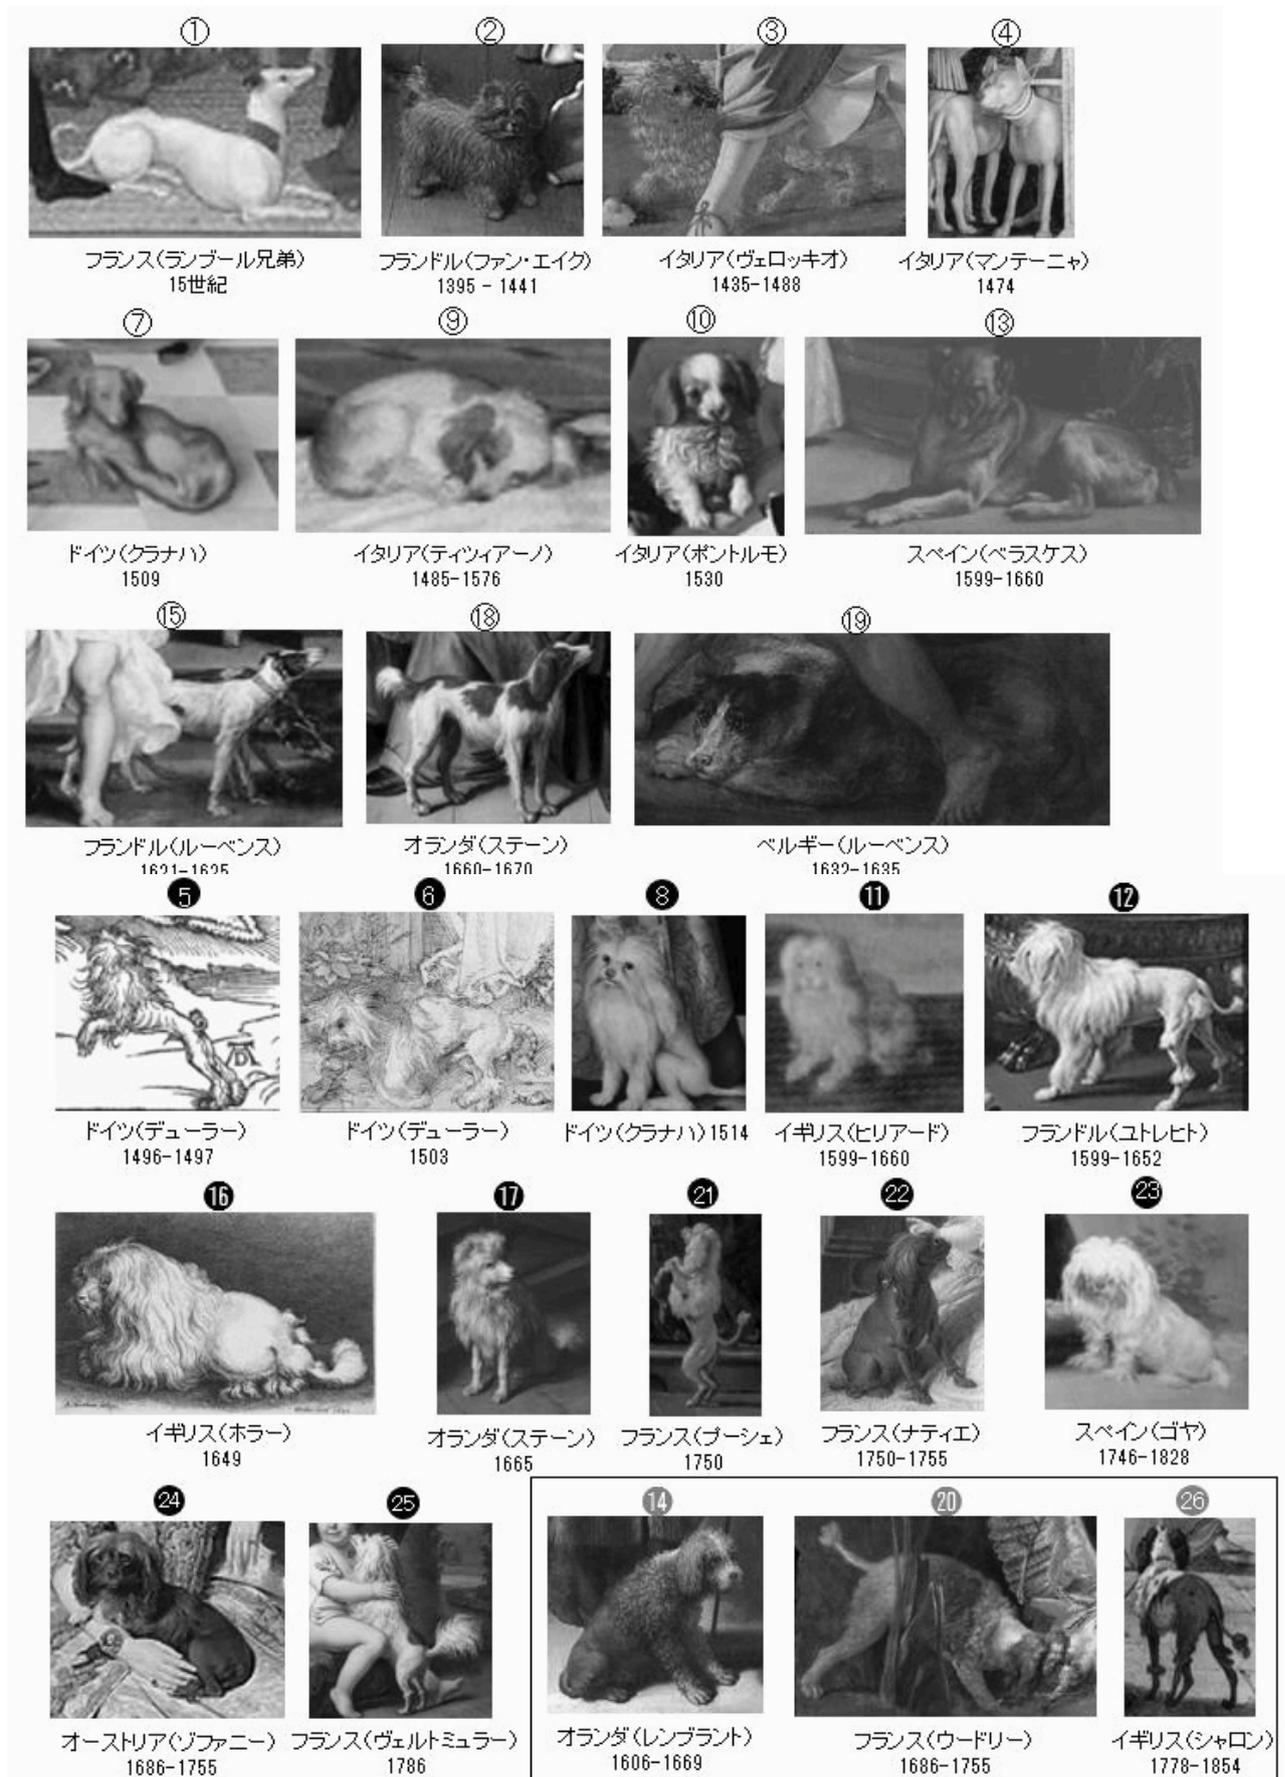 ① ② ③ ④
フランス(ランブール兄弟) フランドル(ファン・エイク) イタリア(ヴェロッキオ) イタリア(マンテーニャ)
15世紀 1395 - 1441 1435-1488 1474
⑦ ⑨ ⑩ ⑬
ドイツ(クラナハ) イタリア(ティツィアーノ) イタリア(ポントルモ) スペイン(ベラスケス)
1509 1485-1576 1530 1599-1660
⑮ ⑱ ⑲
フランドル(ルーベンス) オランダ(ステーン) ベルギー(ルーベンス)
1621-1625 1660-1670 1632-1635
❺ ❻ ❽ ⓫ ⓬
ドイツ(デューラー) ドイツ(デューラー) ドイツ(クラナハ)1514 イギリス(ヒリアード) フランドル(ユトレヒト)
1496-1497 1503 1599-1660 1599-1652
⓰ ⓱ 21 22 23
イギリス(ホラー) オランダ(ステーン) フランス(ブーシェ) フランス(ナティエ) スペイン(ゴヤ)
1649 1665 1750 1750-1755 1746-1828
24 25 14 20 26
オーストリア(ゾファニー) フランス(ヴェルトミュラー) オランダ(レンブラント) フランス(ウードリー) イギリス(シャロン)
1686-1755 1786 1606-1669 1686-1755 1778-1854